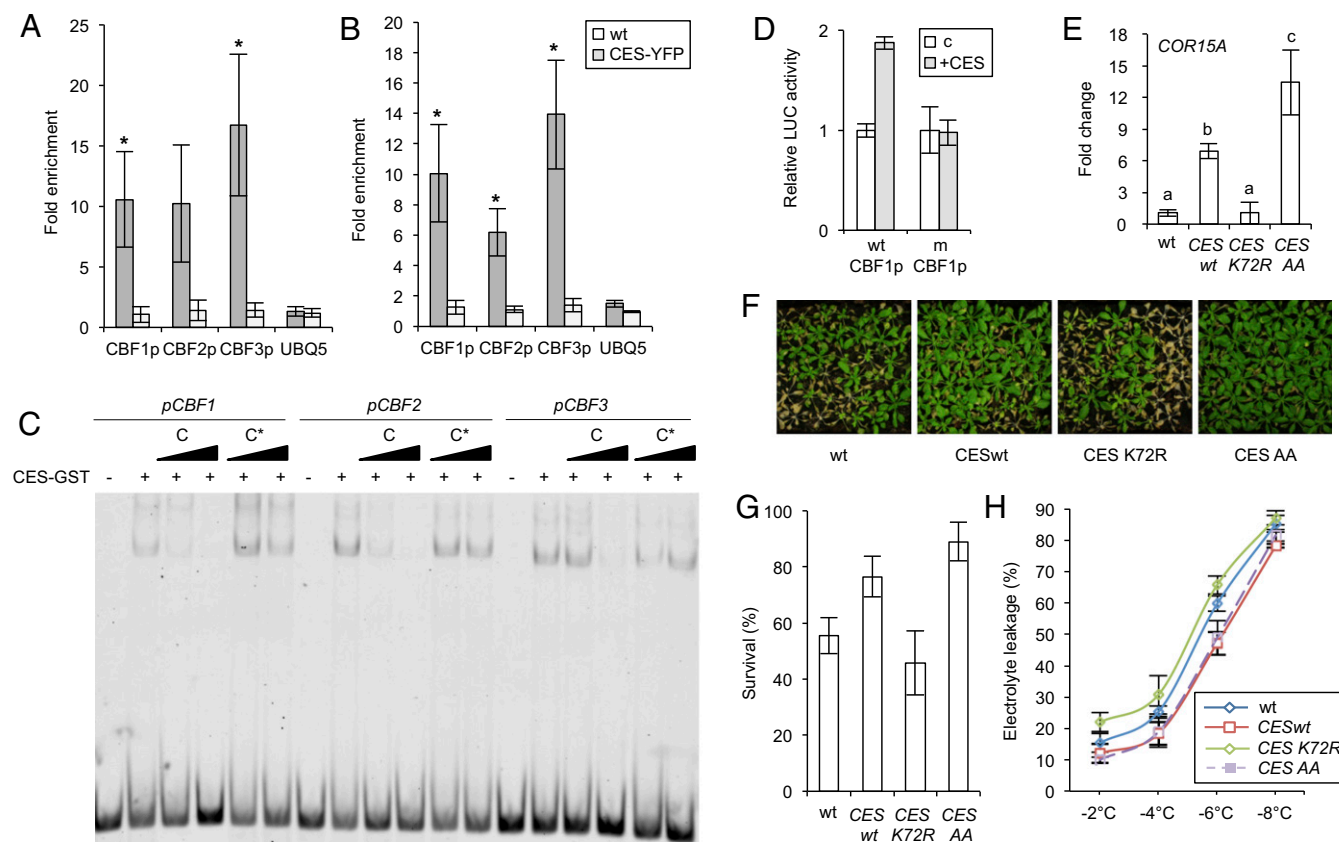 A
Fold enrichment
25
20
15
10
5
0
*
*
CBF1p CBF2p CBF3p UBQ5
B
Fold enrichment
20
18
16
14
12
10
8
6
4
2
0
*
*
*
wt
CES-YFP
CBF1p CBF2p CBF3p UBQ5
C
pCBF1 pCBF2 pCBF3
C C* C C* C C*
CES-GST - + + + + + - + + + + + - + + + + +
D
Relative LUC activity
2
1
0
c
+CES
wt m
CBF1p CBF1p
E
COR15A
Fold change
18
15
12
9
6
3
0
a b a c
wt CES CES CES
wt K72R AA
F
wt CESwt CES K72R CES AA
G
Survival (%)
100
80
60
40
20
0
wt CES CES CES
wt K72R AA
H
Electrolyte leakage (%)
90
80
70
60
50
40
30
20
10
0
wt
CESwt
CES K72R
CES AA
-2°C -4°C -6°C -8°C